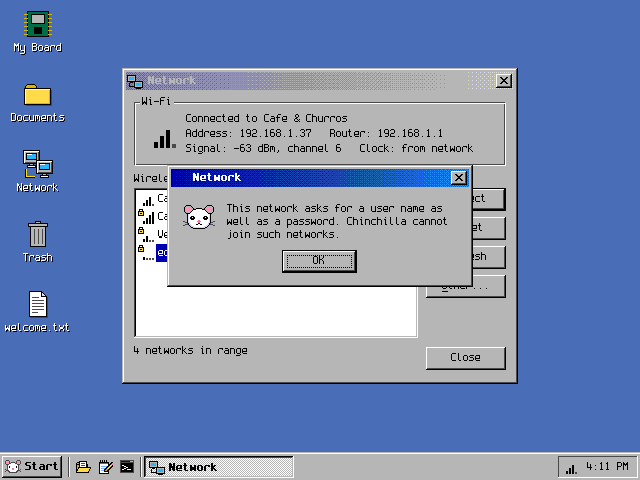 My Board
Documents
Network
Trash
welcome.txt
Network
Wi-Fi
Connected to Cafe & Churros
Address: 192.168.1.37 Router: 192.168.1.1
Signal: -63 dBm, channel 6 Clock: from network
Network
This network asks for a user name as
well as a password. Chinchilla cannot
join such networks.
OK
4 networks in range
Close
Start
Network
4:11 PM